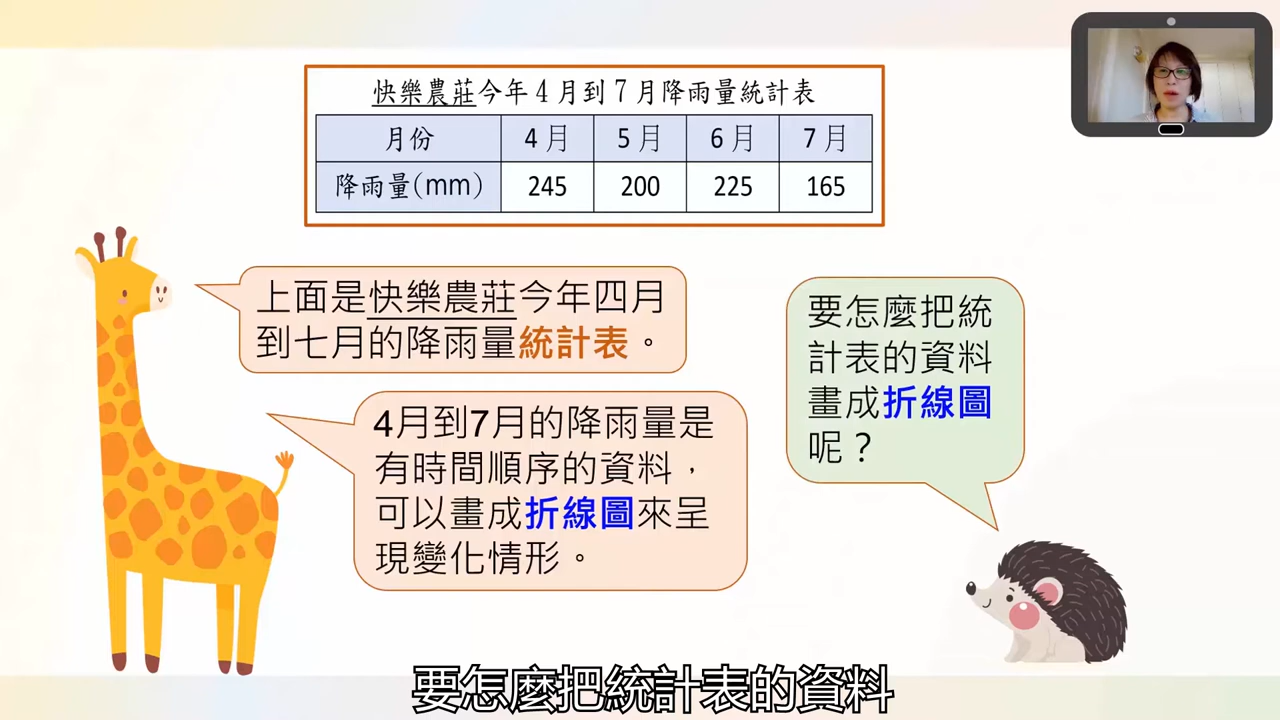 快樂農莊今年4月到7月降雨量統計表
月份 4月 5月 6月 7月
降雨量(mm) 245 200 225 165
上面是快樂農莊今年四月
到七月的降雨量統計表。
4月到7月的降雨量是
有時間順序的資料，
可以畫成折線圖來呈
現變化情形。
要怎麼把統
計表的資料
畫成折線圖
呢？
要怎麼把統計表的資料